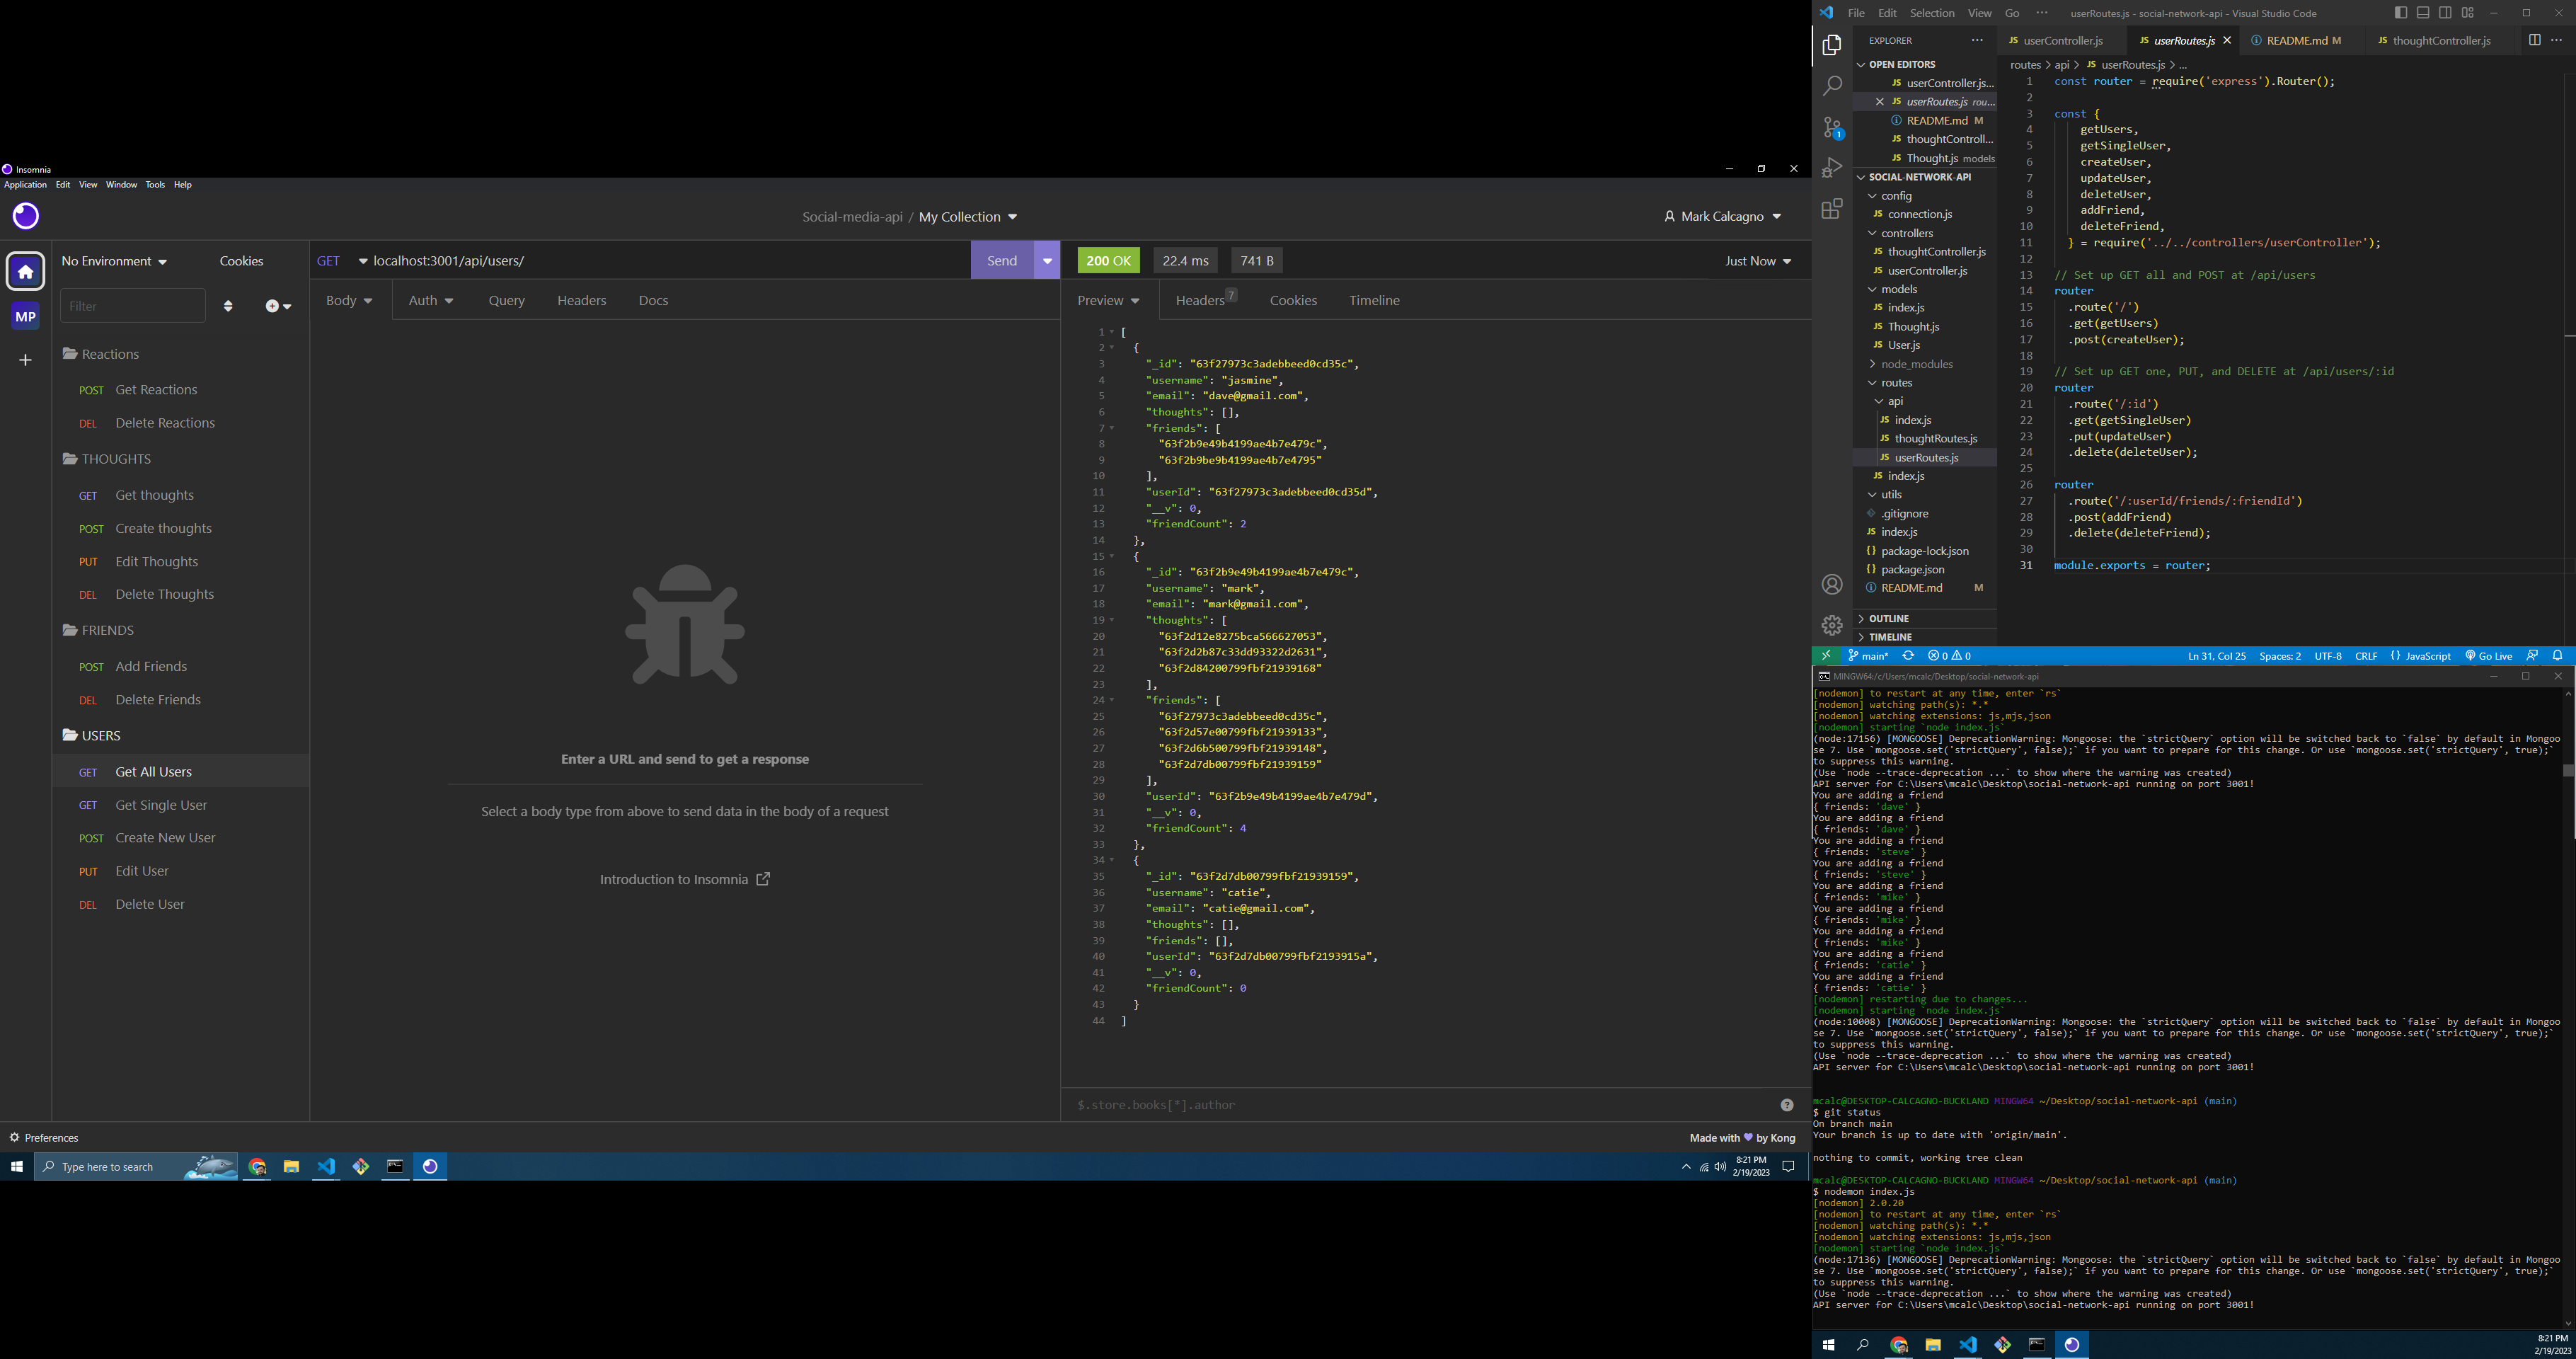 Insomnia
Application Edit View Window Tools Help
Social-media-api / My Collection
Mark Calcagno
No Environment
Cookies
Filter
MP
Reactions
POST Get Reactions
DEL Delete Reactions
THOUGHTS
GET Get thoughts
POST Create thoughts
PUT Edit Thoughts
DEL Delete Thoughts
FRIENDS
POST Add Friends
DEL Delete Friends
USERS
GET Get All Users
GET Get Single User
POST Create New User
PUT Edit User
DEL Delete User
GET localhost:3001/api/users/
Send
Body Auth Query Headers Docs
Enter a URL and send to get a response
Select a body type from above to send data in the body of a request
Introduction to Insomnia
200 OK 22.4 ms 741 B Just Now
Preview Headers 7 Cookies Timeline
1 [
2 {
3 "_id": "63f27973c3adebbeed0cd35c",
4 "username": "jasmine",
5 "email": "dave@gmail.com",
6 "thoughts": [],
7 "friends": [
8 "63f2b9e49b4199ae4b7e479c",
9 "63f2b9be9b4199ae4b7e4795"
10 ],
11 "userId": "63f27973c3adebbeed0cd35d",
12 "__v": 0,
13 "friendCount": 2
14 },
15 {
16 "_id": "63f2b9e49b4199ae4b7e479c",
17 "username": "mark",
18 "email": "mark@gmail.com",
19 "thoughts": [
20 "63f2d12e8275bca566627053",
21 "63f2d2b87c33dd93322d2631",
22 "63f2d84200799fbf21939168"
23 ],
24 "friends": [
25 "63f27973c3adebbeed0cd35c",
26 "63f2d57e00799fbf21939133",
27 "63f2d6b500799fbf21939148",
28 "63f2d7db00799fbf21939159"
29 ],
30 "userId": "63f2b9e49b4199ae4b7e479d",
31 "__v": 0,
32 "friendCount": 4
33 },
34 {
35 "_id": "63f2d7db00799fbf21939159",
36 "username": "catie",
37 "email": "catie@gmail.com",
38 "thoughts": [],
39 "friends": [],
40 "userId": "63f2d7db00799fbf2193915a",
41 "__v": 0,
42 "friendCount": 0
43 }
44 ]
$.store.books[*].author
Preferences
Made with by Kong
Type here to search
8:21 PM
2/19/2023
File Edit Selection View Go ··· userRoutes.js - social-network-api - Visual Studio Code
EXPLORER
OPEN EDITORS
JS userController.js...
JS userRoutes.js rou...
README.md M
JS thoughtControll...
JS Thought.js models
SOCIAL-NETWORK-API
config
JS connection.js
controllers
JS thoughtController.js
JS userController.js
models
JS index.js
JS Thought.js
JS User.js
node_modules
routes
api
JS index.js
JS thoughtRoutes.js
JS userRoutes.js
JS index.js
utils
.gitignore
JS index.js
{} package-lock.json
{} package.json
README.md M
OUTLINE
TIMELINE
JS userController.js JS userRoutes.js README.md M JS thoughtController.js
routes > api > JS userRoutes.js > ...
1 const router = require('express').Router();
2
3 const {
4 getUsers,
5 getSingleUser,
6 createUser,
7 updateUser,
8 deleteUser,
9 addFriend,
10 deleteFriend,
11 } = require('../../controllers/userController');
12
13 // Set up GET all and POST at /api/users
14 router
15 .route('/')
16 .get(getUsers)
17 .post(createUser);
18
19 // Set up GET one, PUT, and DELETE at /api/users/:id
20 router
21 .route('/:id')
22 .get(getSingleUser)
23 .put(updateUser)
24 .delete(deleteUser);
25
26 router
27 .route('/:userId/friends/:friendId')
28 .post(addFriend)
29 .delete(deleteFriend);
30
31 module.exports = router;
main* 0 0 Ln 31, Col 25 Spaces: 2 UTF-8 CRLF {} JavaScript Go Live
MINGW64:/c/Users/mcalc/Desktop/social-network-api
[nodemon] to restart at any time, enter `rs`
[nodemon] watching path(s): *.*
[nodemon] watching extensions: js,mjs,json
[nodemon] starting `node index.js`
(node:17156) [MONGOOSE] DeprecationWarning: Mongoose: the `strictQuery` option will be switched back to `false` by default in Mongoo
se 7. Use `mongoose.set('strictQuery', false);` if you want to prepare for this change. Or use `mongoose.set('strictQuery', true);`
to suppress this warning.
(Use `node --trace-deprecation ...` to show where the warning was created)
API server for C:\Users\mcalc\Desktop\social-network-api running on port 3001!
You are adding a friend
{ friends: 'dave' }
You are adding a friend
{ friends: 'dave' }
You are adding a friend
{ friends: 'steve' }
You are adding a friend
{ friends: 'steve' }
You are adding a friend
{ friends: 'mike' }
You are adding a friend
{ friends: 'mike' }
You are adding a friend
{ friends: 'mike' }
You are adding a friend
{ friends: 'catie' }
You are adding a friend
{ friends: 'catie' }
[nodemon] restarting due to changes...
[nodemon] starting `node index.js`
(node:10008) [MONGOOSE] DeprecationWarning: Mongoose: the `strictQuery` option will be switched back to `false` by default in Mongoo
se 7. Use `mongoose.set('strictQuery', false);` if you want to prepare for this change. Or use `mongoose.set('strictQuery', true);`
to suppress this warning.
(Use `node --trace-deprecation ...` to show where the warning was created)
API server for C:\Users\mcalc\Desktop\social-network-api running on port 3001!
mcalc@DESKTOP-CALCAGNO-BUCKLAND MINGW64 ~/Desktop/social-network-api (main)
$ git status
On branch main
Your branch is up to date with 'origin/main'.
nothing to commit, working tree clean
mcalc@DESKTOP-CALCAGNO-BUCKLAND MINGW64 ~/Desktop/social-network-api (main)
$ nodemon index.js
[nodemon] 2.0.20
[nodemon] to restart at any time, enter `rs`
[nodemon] watching path(s): *.*
[nodemon] watching extensions: js,mjs,json
[nodemon] starting `node index.js`
(node:17136) [MONGOOSE] DeprecationWarning: Mongoose: the `strictQuery` option will be switched back to `false` by default in Mongoo
se 7. Use `mongoose.set('strictQuery', false);` if you want to prepare for this change. Or use `mongoose.set('strictQuery', true);`
to suppress this warning.
(Use `node --trace-deprecation ...` to show where the warning was created)
API server for C:\Users\mcalc\Desktop\social-network-api running on port 3001!
8:21 PM
2/19/2023